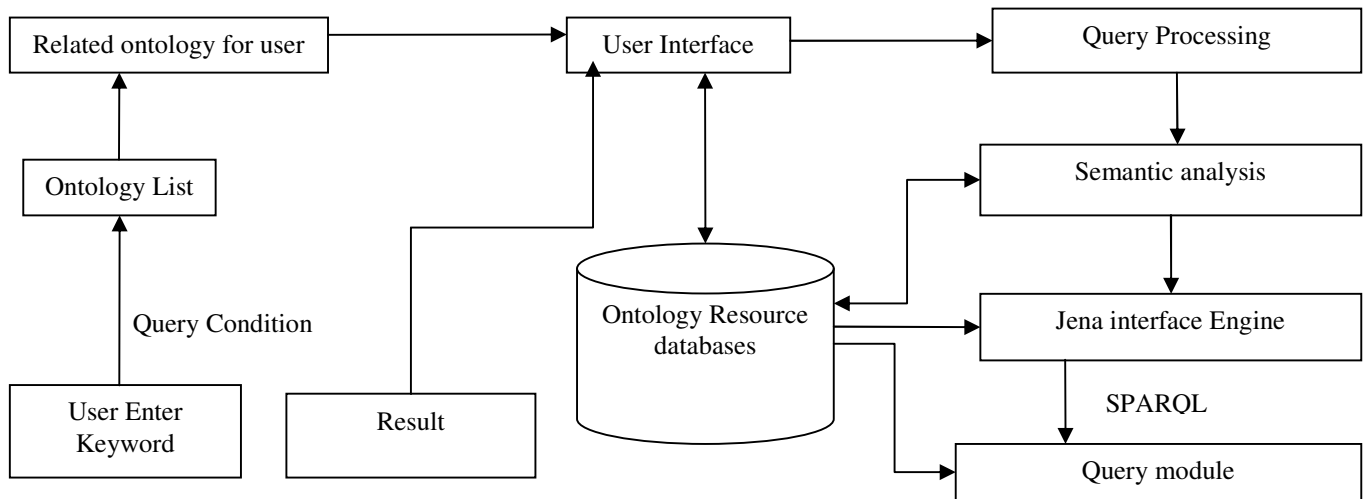 Related ontology for user
User Interface
Query Processing
Ontology List
Semantic analysis
Query Condition
Ontology Resource
databases
Jena interface Engine
User Enter
Keyword
Result
SPARQL
Query module